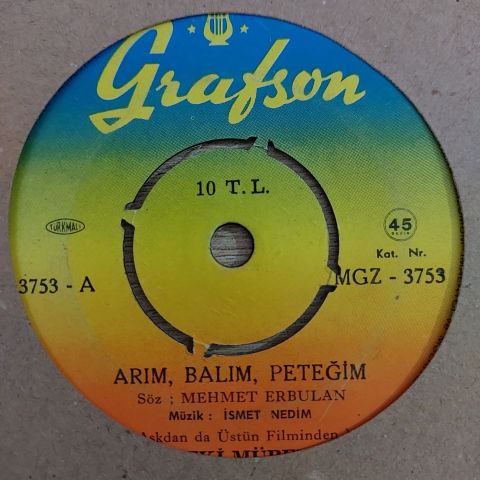 Grafson
10 T.L.
TÜRKMALI
45
Kat. Nr.
3753 - A
MGZ - 3753
ARIM, BALIM, PETEĞİM
Söz ; MEHMET ERBULAN
Müzik : İSMET NEDİM
Aşkdan da Üstün Filminden